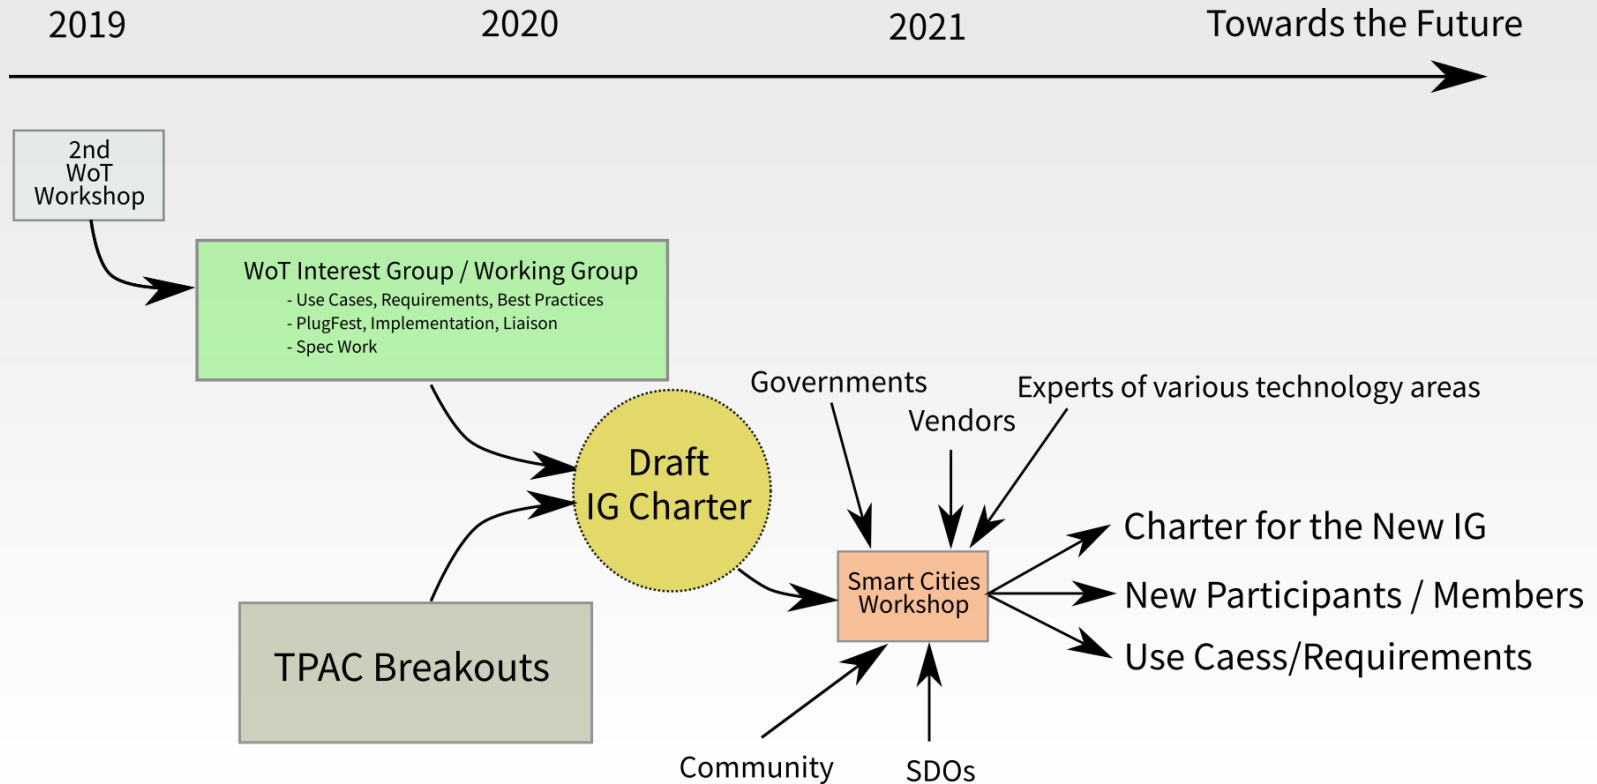 2019
2020
2021
Towards the Future
2nd
WoT
Workshop
WoT Interest Group / Working Group
- Use Cases, Requirements, Best Practices
- PlugFest, Implementation, Liaison
- Spec Work
Governments
Experts of various technology areas
Vendors
Draft
IG Charter
Charter for the New IG
Smart Cities
Workshop
New Participants / Members
Use Caess/Requirements
TPAC Breakouts
Community
SDOs